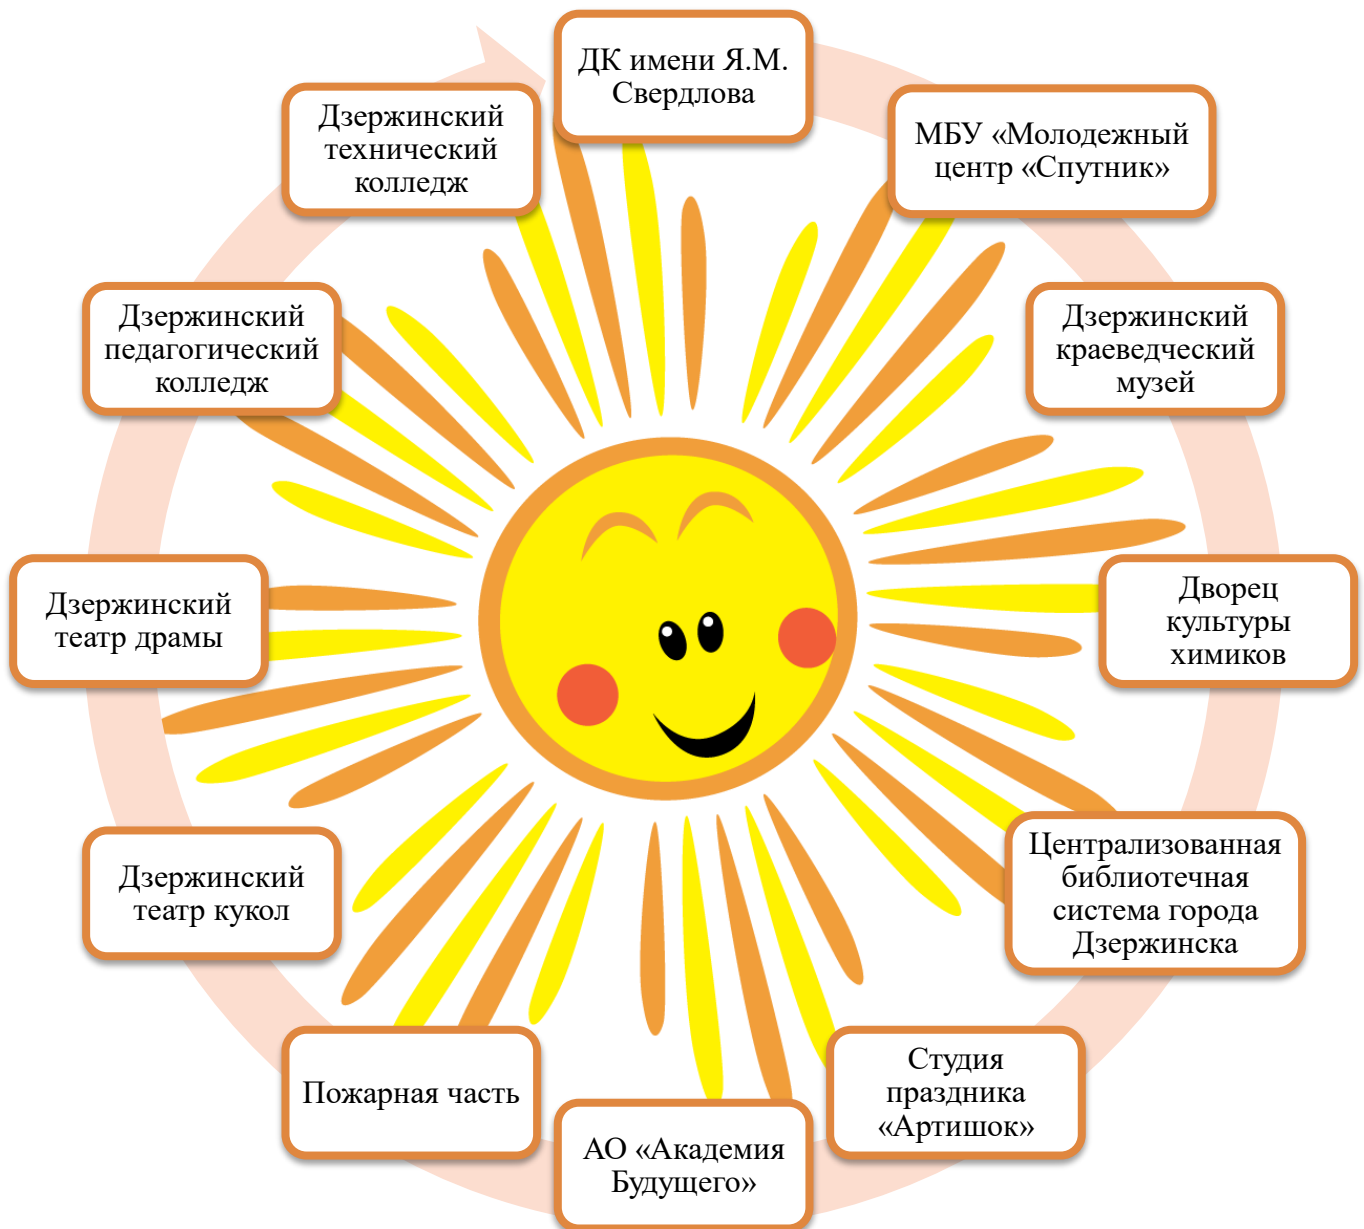 ДК имени Я.М.
Свердлова
МБУ «Молодежный
центр «Спутник»
Дзержинский
краеведческий
музей
Дворец
культуры
химиков
Централизованная
библиотечная
система города
Дзержинска
Студия
праздника
«Артишок»
АО «Академия
Будущего»
Пожарная часть
Дзержинский
театр кукол
Дзержинский
театр драмы
Дзержинский
педагогический
колледж
Дзержинский
технический
колледж